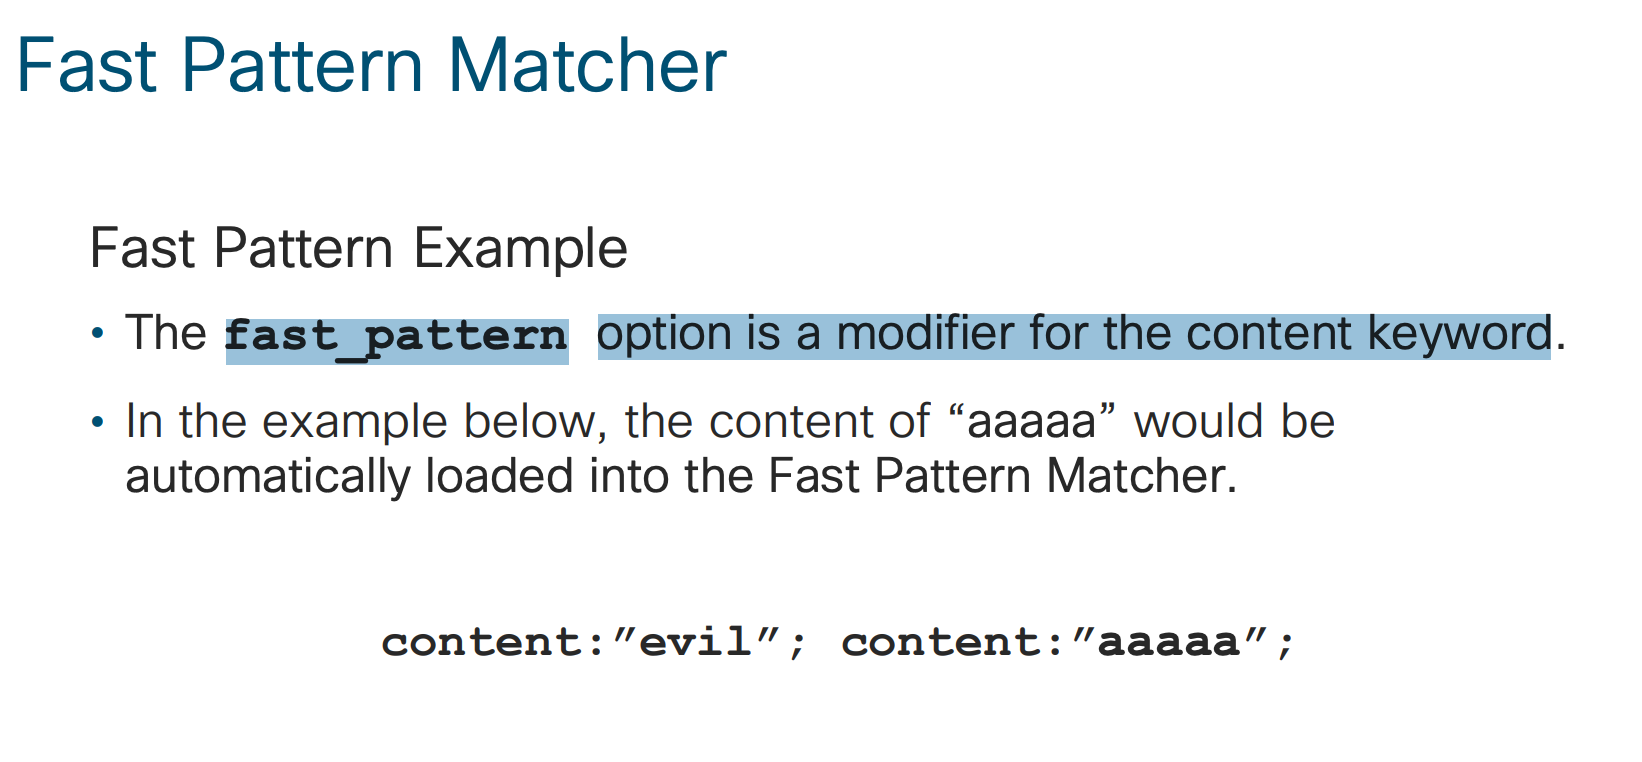 Fast Pattern Matcher
Fast Pattern Example
• The fast_pattern option is a modifier for the content keyword.
• In the example below, the content of “aaaaa” would be
automatically loaded into the Fast Pattern Matcher.
content:”evil”; content:”aaaaa”;